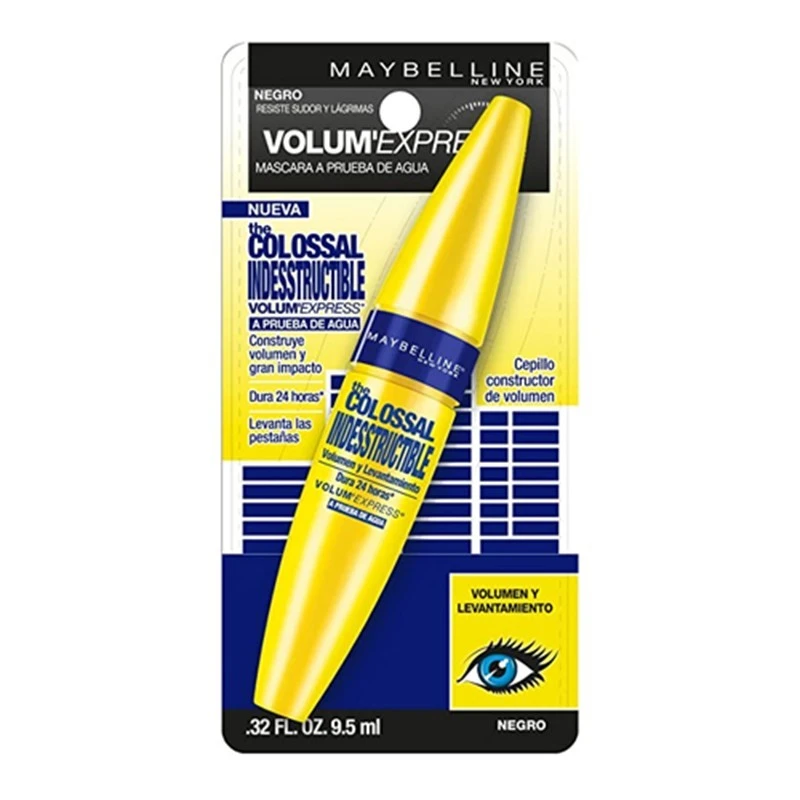 MAYBELLINE
NEW YORK
NEGRO
RESISTE SUDOR Y LÁGRIMAS
VOLUM'EXPRE
MASCARA A PRUEBA DE AGUA
NUEVA
the
COLOSSAL
INDESSTRUCTIBLE
VOLUM'EXPRESS®
A PRUEBA DE AGUA
Construye
volumen y
gran impacto
Dura 24 horas*
Levanta las
pestañas
Cepillo
constructor
de volumen
MAYBELLINE
NEW YORK
the
COLOSSAL
INDESSTRUCTIBLE
Volumen y Levantamiento
Dura 24 horas*
VOLUM'EXPRESS®
A PRUEBA DE AGUA
VOLUMEN Y
LEVANTAMIENTO
.32 FL. OZ. 9.5 ml
NEGRO